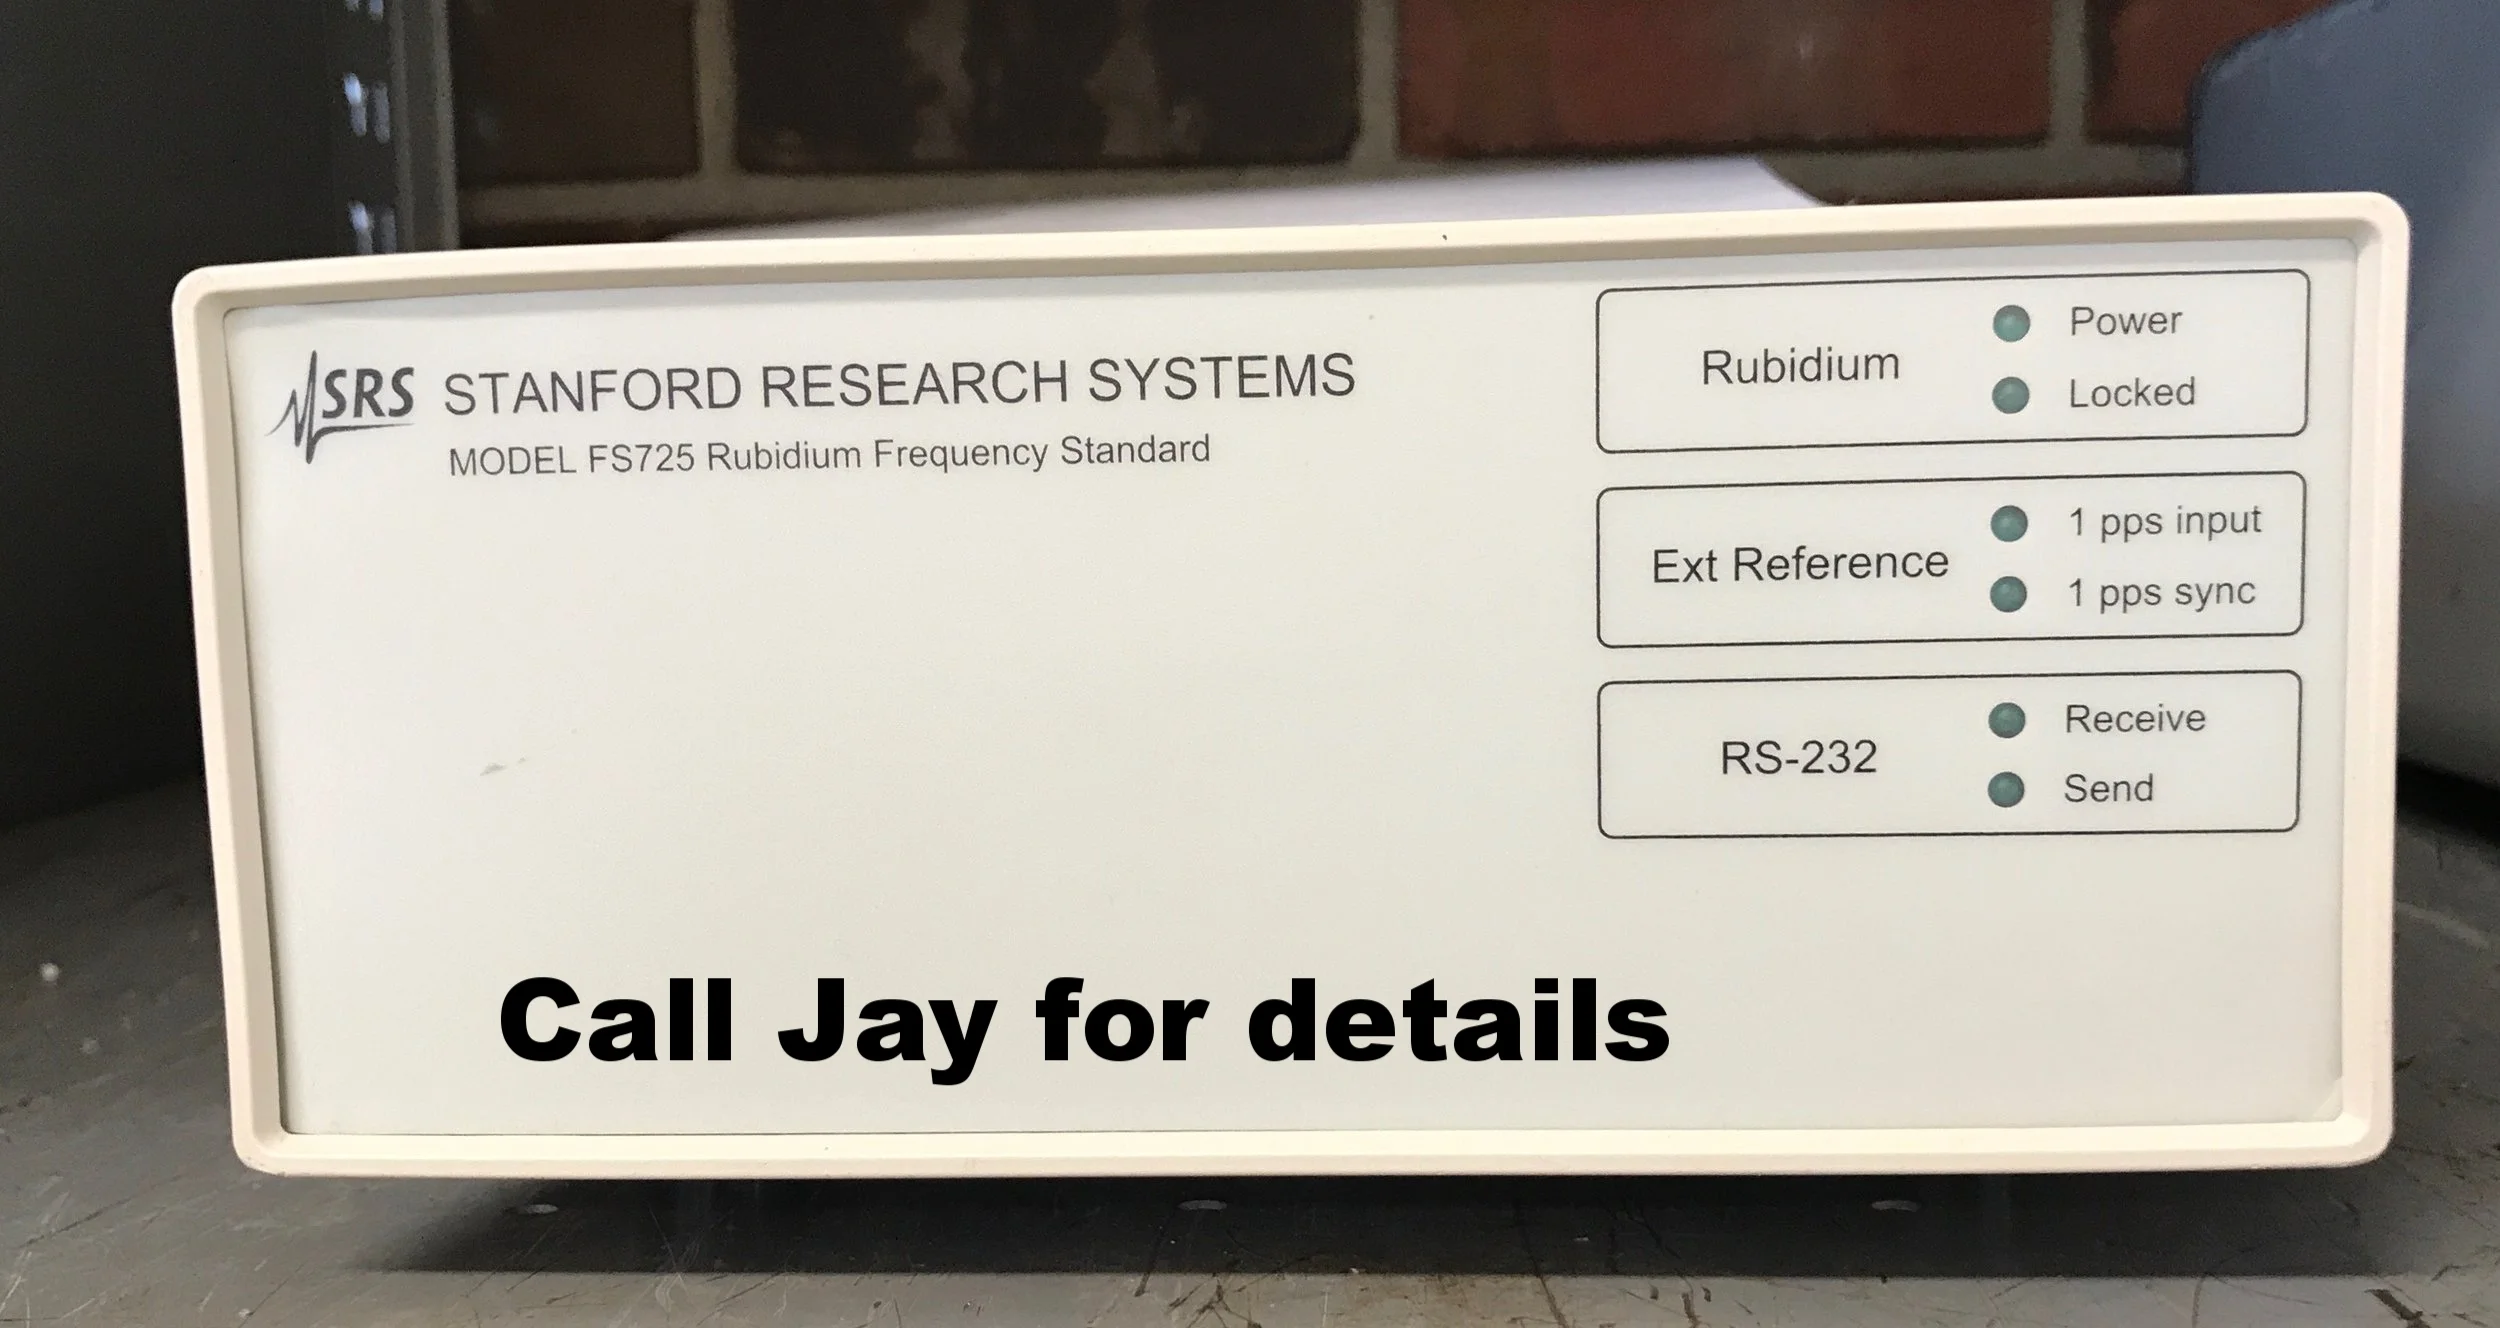 SRS STANFORD RESEARCH SYSTEMS
MODEL FS725 Rubidium Frequency Standard
Rubidium
Power
Locked
Ext Reference
1 pps input
1 pps sync
RS-232
Receive
Send
Call Jay for details